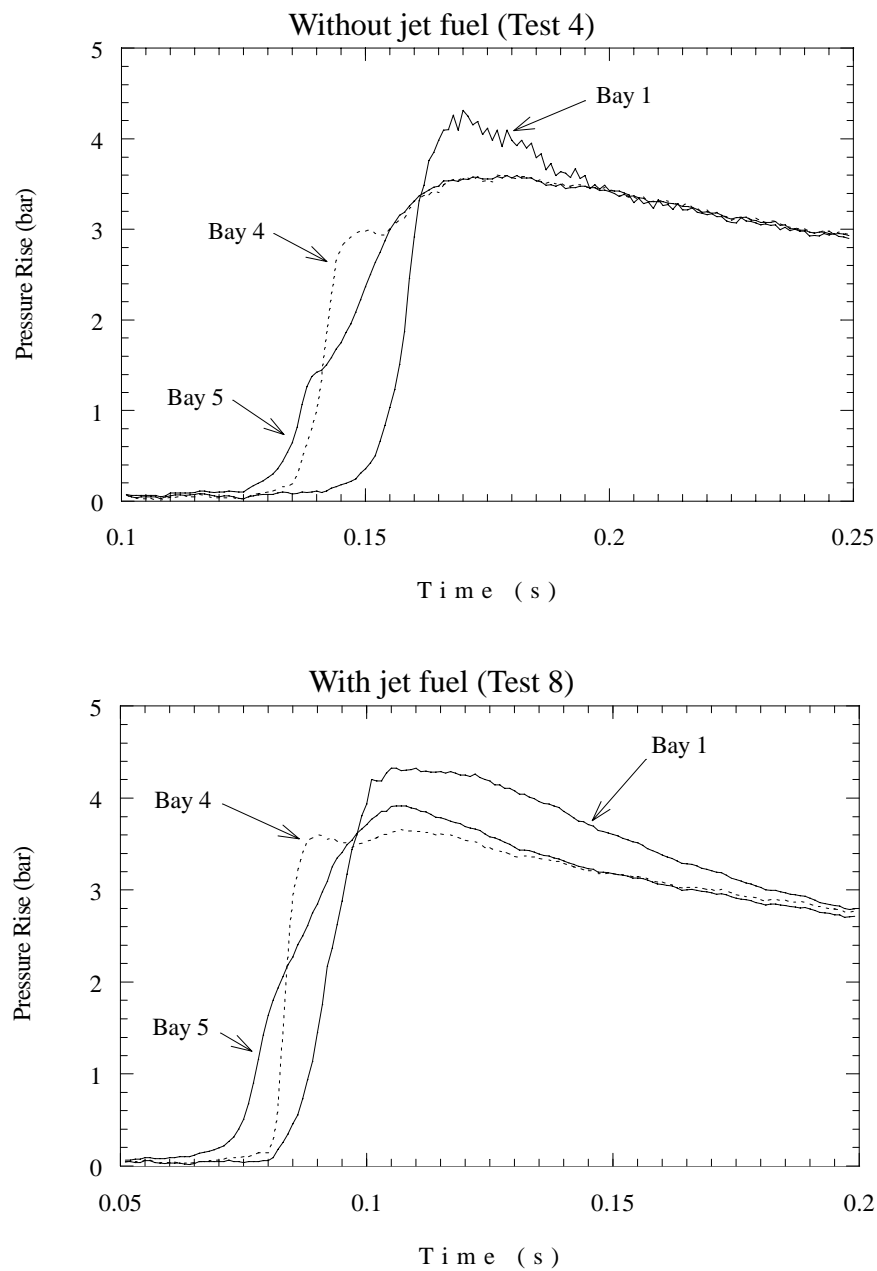 Without jet fuel (Test 4)
5
Bay 1
4
Bay 4
3
Pressure Rise (bar)
2
Bay 5
1
0
0.1 0.15 0.2 0.25
Time (s)
With jet fuel (Test 8)
5
Bay 1
Bay 4
4
3
Pressure Rise (bar)
2
Bay 5
1
0
0.05 0.1 0.15 0.2
Time (s)